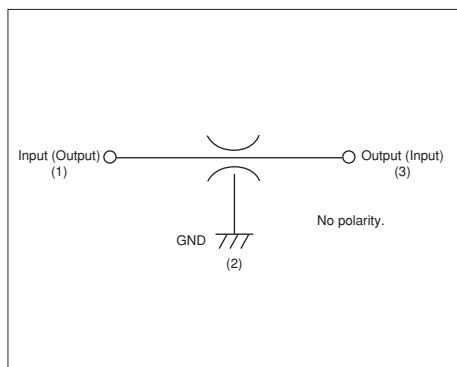 Input (Output)
(1)
Output (Input)
(3)
No polarity.
GND
(2)